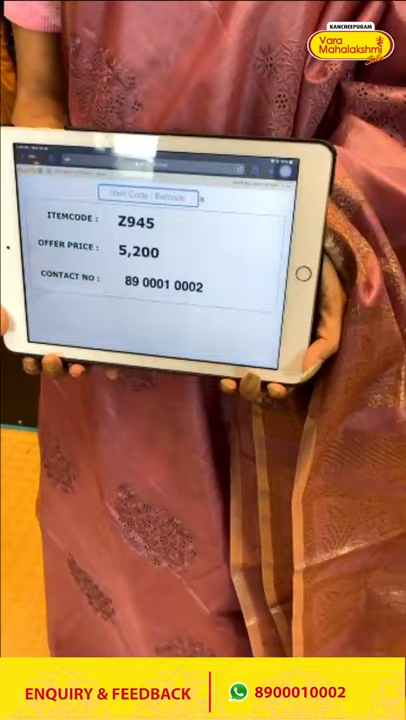 KANCHEEPURAM
Vara
Mahalakshmi
Silks
Item Code / Barcode
ITEMCODE : Z945
OFFER PRICE : 5,200
CONTACT NO : 89 0001 0002
ENQUIRY & FEEDBACK 8900010002